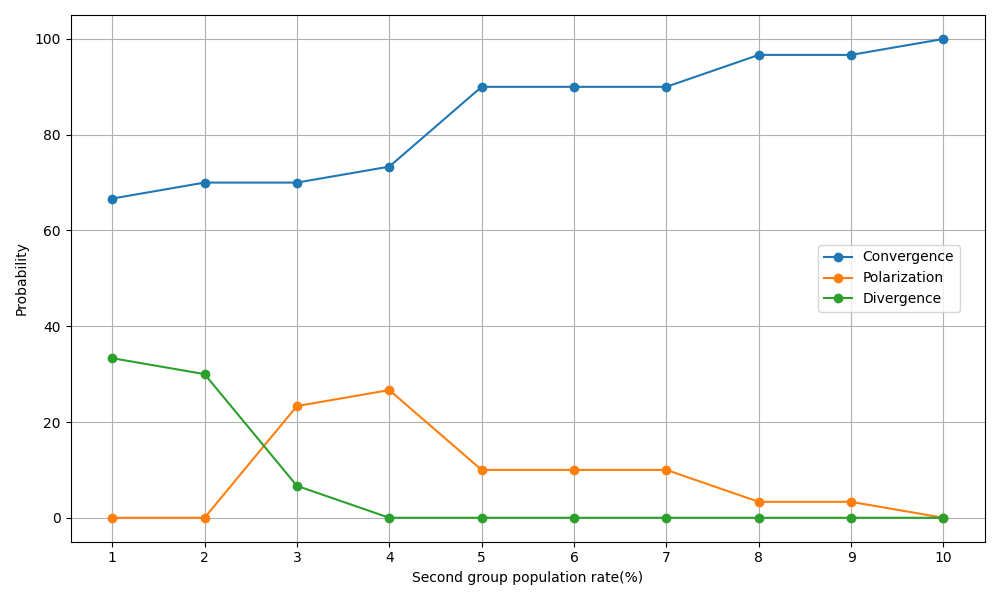 100
80
60
40
20
0
Probability
Convergence
Polarization
Divergence
1 2 3 4 5 6 7 8 9 10
Second group population rate(%)